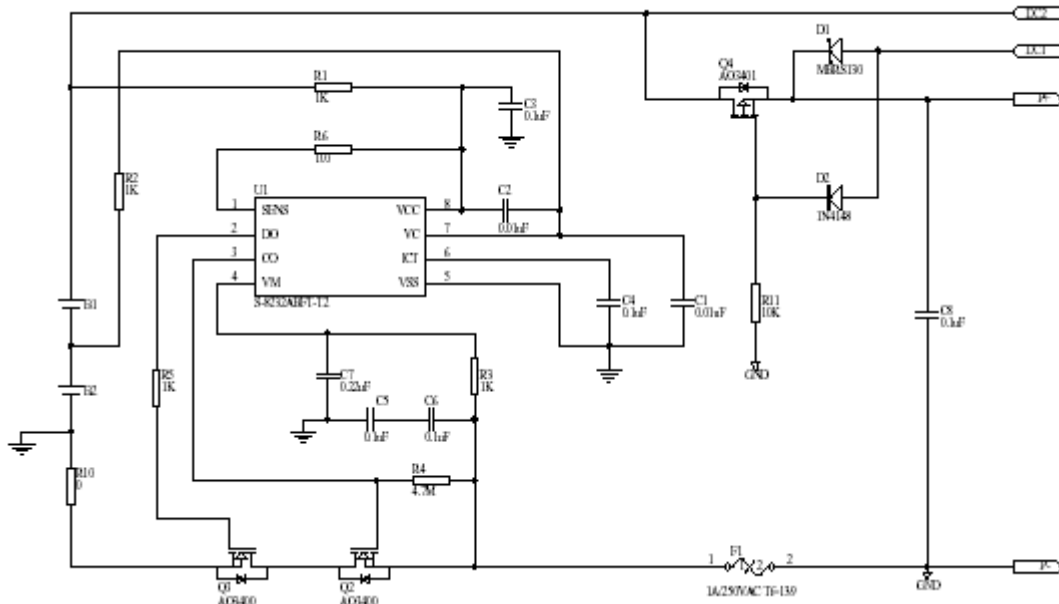 DC2
D1
DC1
MBRS130
Q4
AO3401
P+
R1
1K
C3
0.1uF
R6
100
R2
1K
D2
1N4148
U1
C2
0.01uF
1 SENS VCC 8
2 DO VC 7
3 CO ICT 6
4 VM VSS 5
S-8232ABFT-T2
B1
C4
0.1uF
C1
0.01uF
R11
10K
C8
0.1uF
R5
1K
C7
0.22uF
R3
1K
GND
B2
C5
0.1uF
C6
0.1uF
R10
0
R4
4.7M
F1
1
2
2
P-
Q3
AO3400
Q2
AO3400
1A/250VAC T6-139
GND